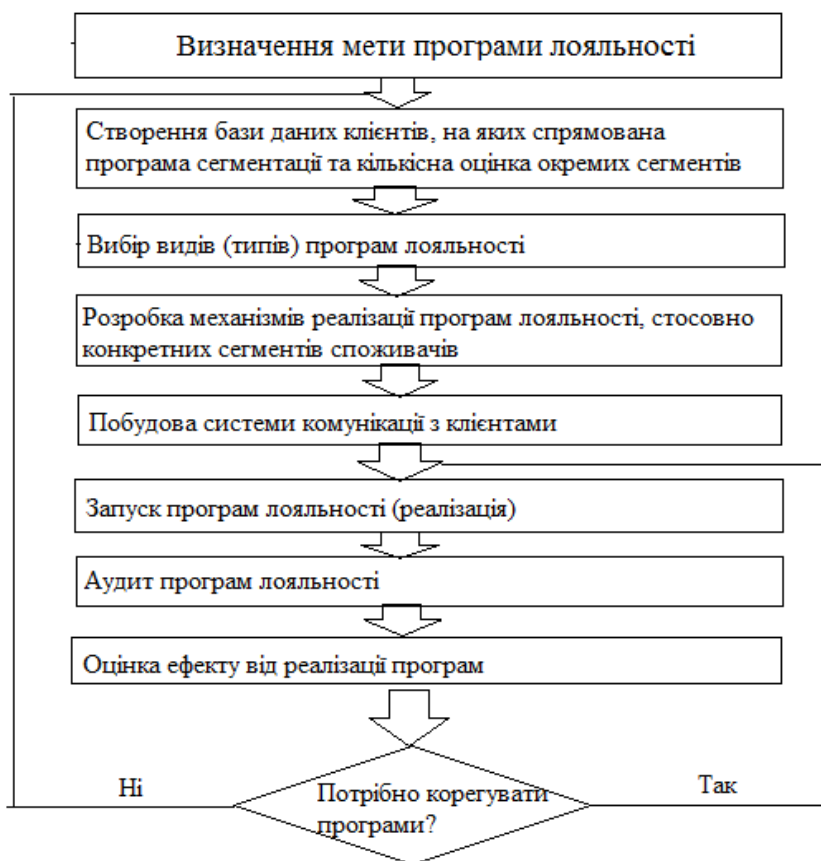 Визначення мети програми лояльності
Створення бази даних клієнтів, на яких спрямована
програма сегментації та кількісна оцінка окремих сегментів
Вибір видів (типів) програм лояльності
Розробка механізмів реалізації програм лояльності, стосовно
конкретних сегментів споживачів
Побудова системи комунікації з клієнтами
Запуск програм лояльності (реалізація)
Аудит програм лояльності
Оцінка ефекту від реалізації програм
Ні
Потрібно корегувати
програми?
Так